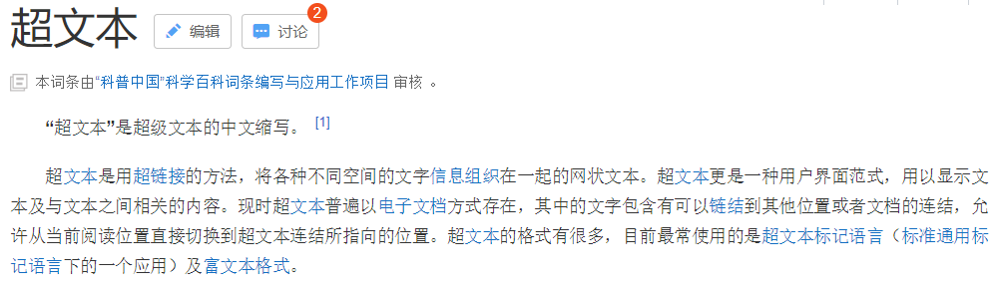 超文本 编辑 讨论 2
本词条由“科普中国”科学百科词条编写与应用工作项目 审核 。
“超文本”是超级文本的中文缩写。 [1]
超文本是用超链接的方法，将各种不同空间的文字信息组织在一起的网状文本。超文本更是一种用户界面范式，用以显示文
本及与文本之间相关的内容。现时超文本普遍以电子文档方式存在，其中的文字包含有可以链结到其他位置或者文档的连结，允
许从当前阅读位置直接切换到超文本连结所指向的位置。超文本的格式有很多，目前最常使用的是超文本标记语言（标准通用标
记语言下的一个应用）及富文本格式。